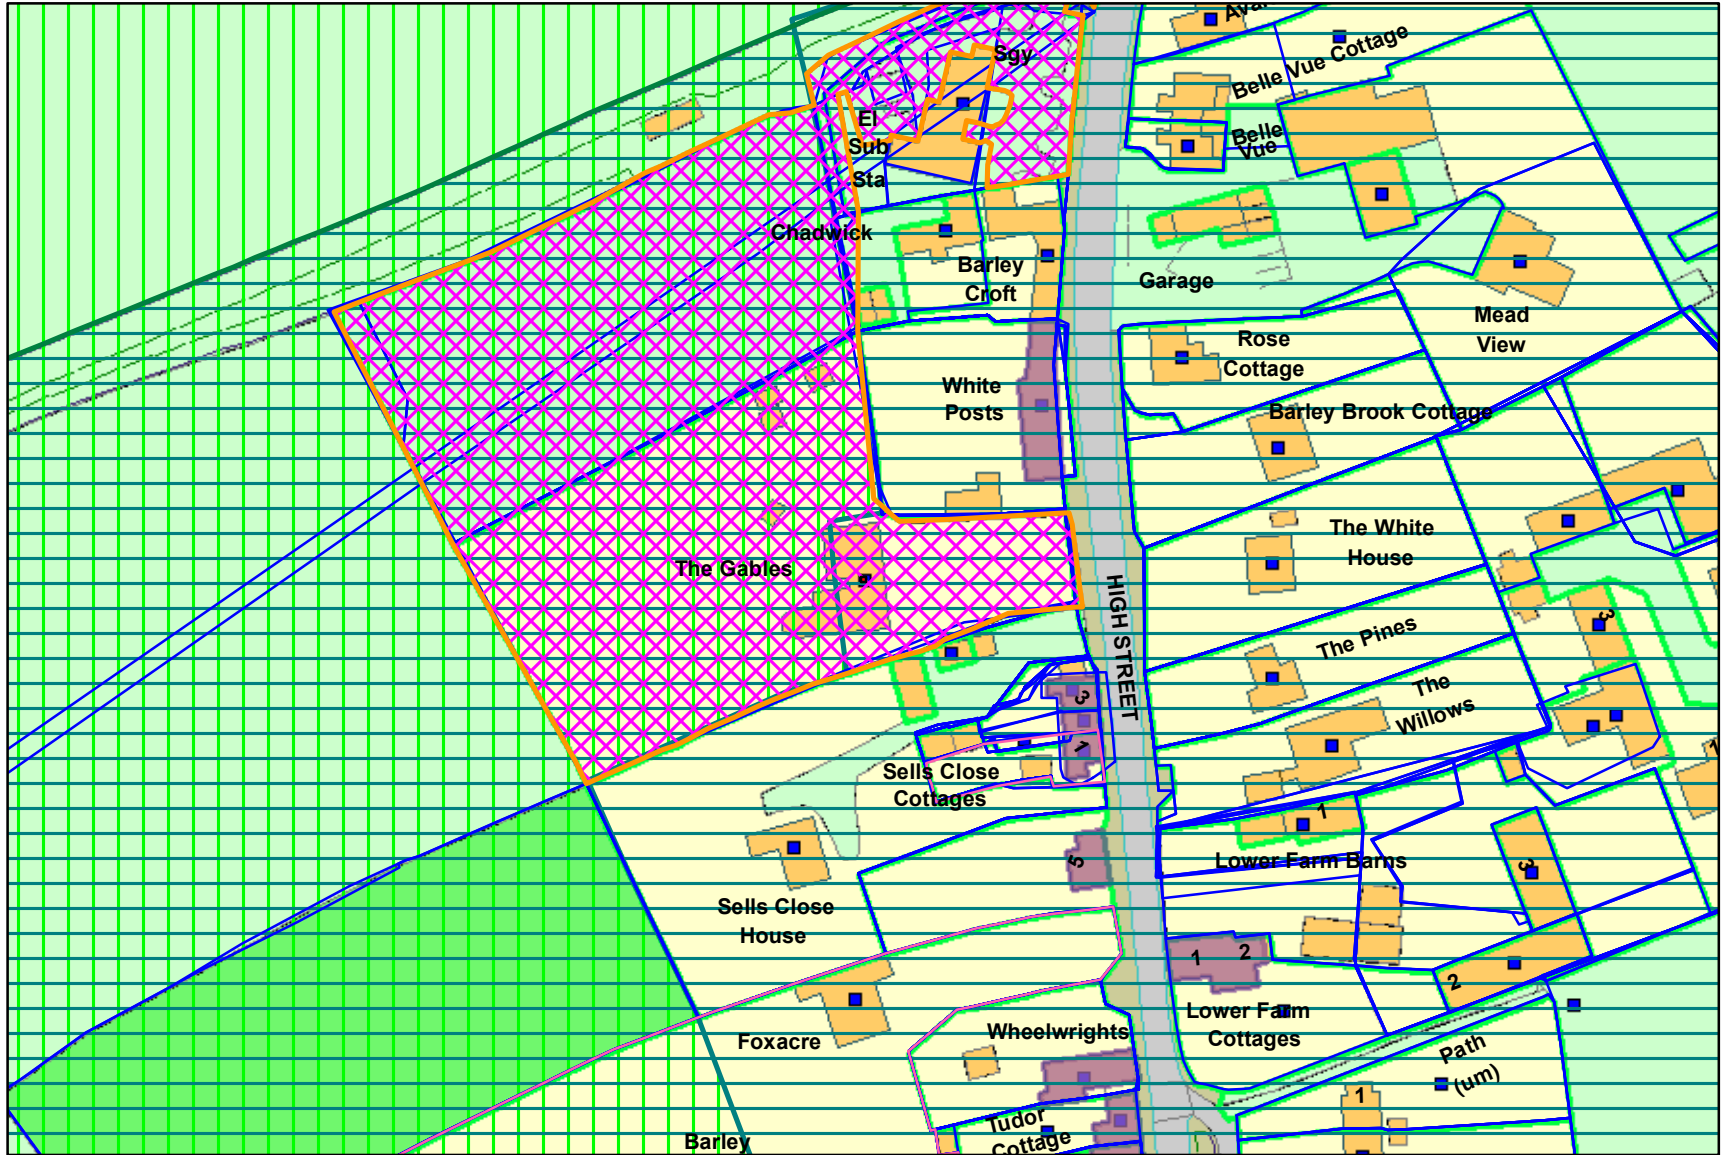 Belle Vue Cottage
Sgy
El
Sub
Sta
Belle
Vue
Chadwick
Barley
Croft
Garage
Mead
View
Rose
Cottage
White
Posts
Barley Brook Cottage
The White
House
The Gables
HIGH STREET
3
The Pines
The
Willows
3
1
Sells Close
Cottages
1
1
5
Lower Farm Barns
3
Sells Close
House
1
2
2
Lower Farm
Cottages
Foxacre
Wheelwrights
Path
(um)
1
Tudor
Cottage
Barley